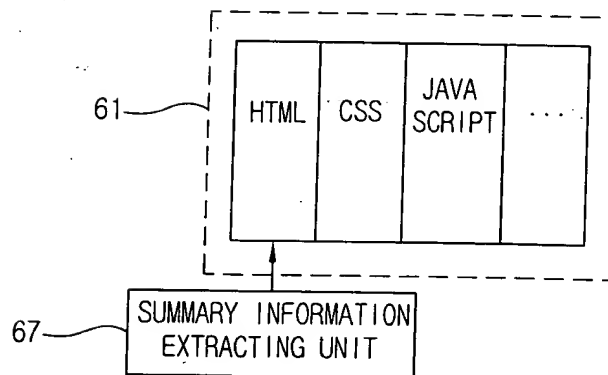 61
HTML
CSS
JAVA
SCRIPT
...
67
SUMMARY INFORMATION
EXTRACTING UNIT